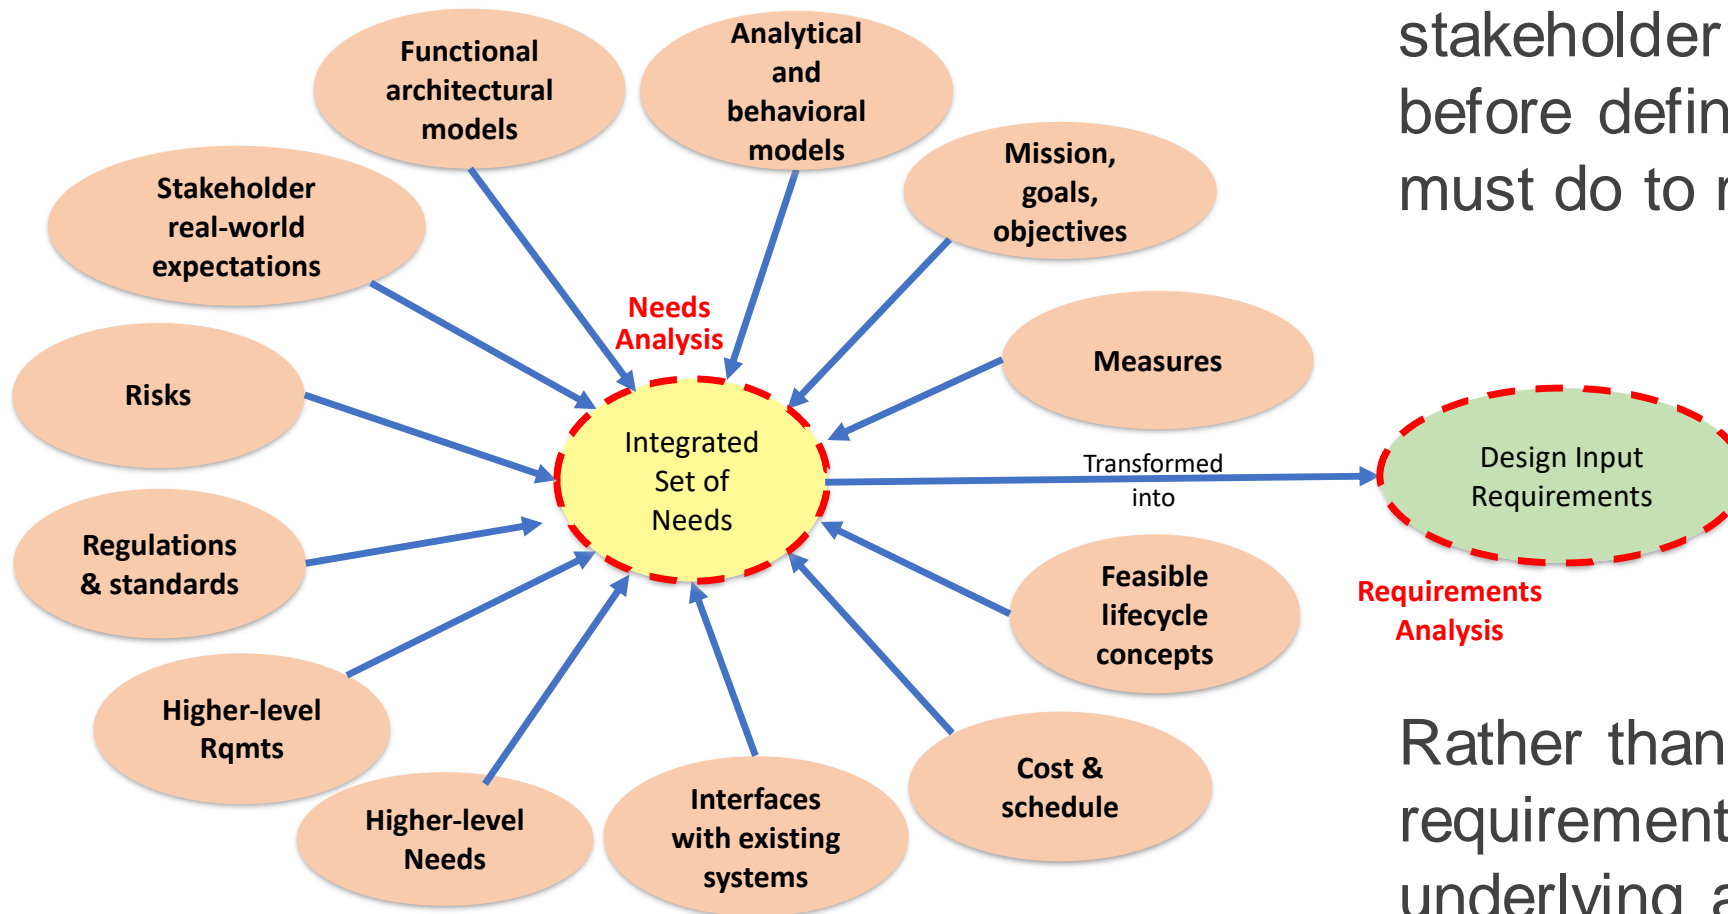 Functional
architectural
models
Analytical
and
behavioral
models
Mission,
goals,
objectives
Stakeholder
real-world
expectations
Needs
Analysis
Measures
Risks
Integrated
Set of
Needs
Transformed
into
Design Input
Requirements
Regulations
& standards
Feasible
lifecycle
concepts
Requirements
Analysis
Higher-level
Rqmts
Cost &
schedule
Higher-level
Needs
Interfaces
with existing
systems
stakeholder
before defin
must do to
Rather than
requirement
underlying